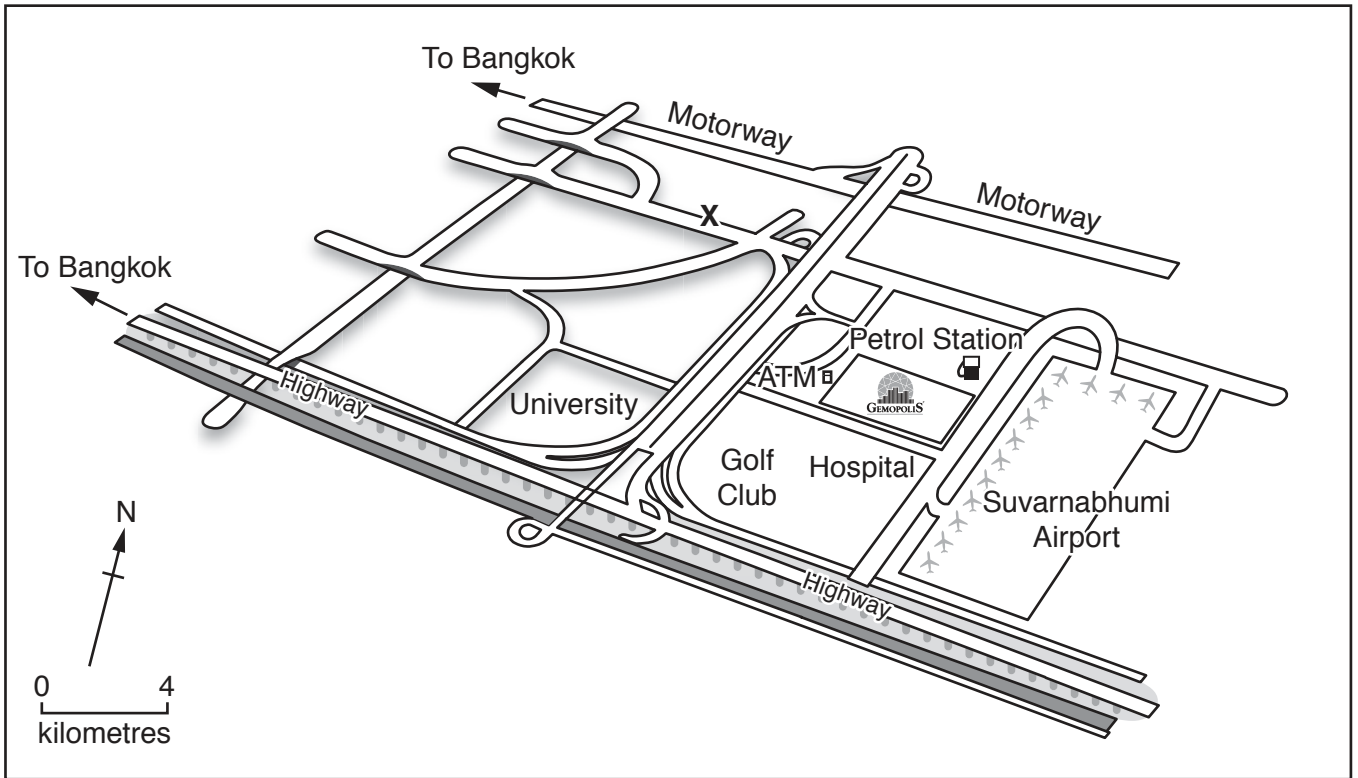 To Bangkok
Motorway
Motorway
X
To Bangkok
Petrol Station
ATM
GEMOPOLIS
Highway
University
Golf
Club
Hospital
Suvarnabhumi
Airport
N
Highway
0 4
kilometres